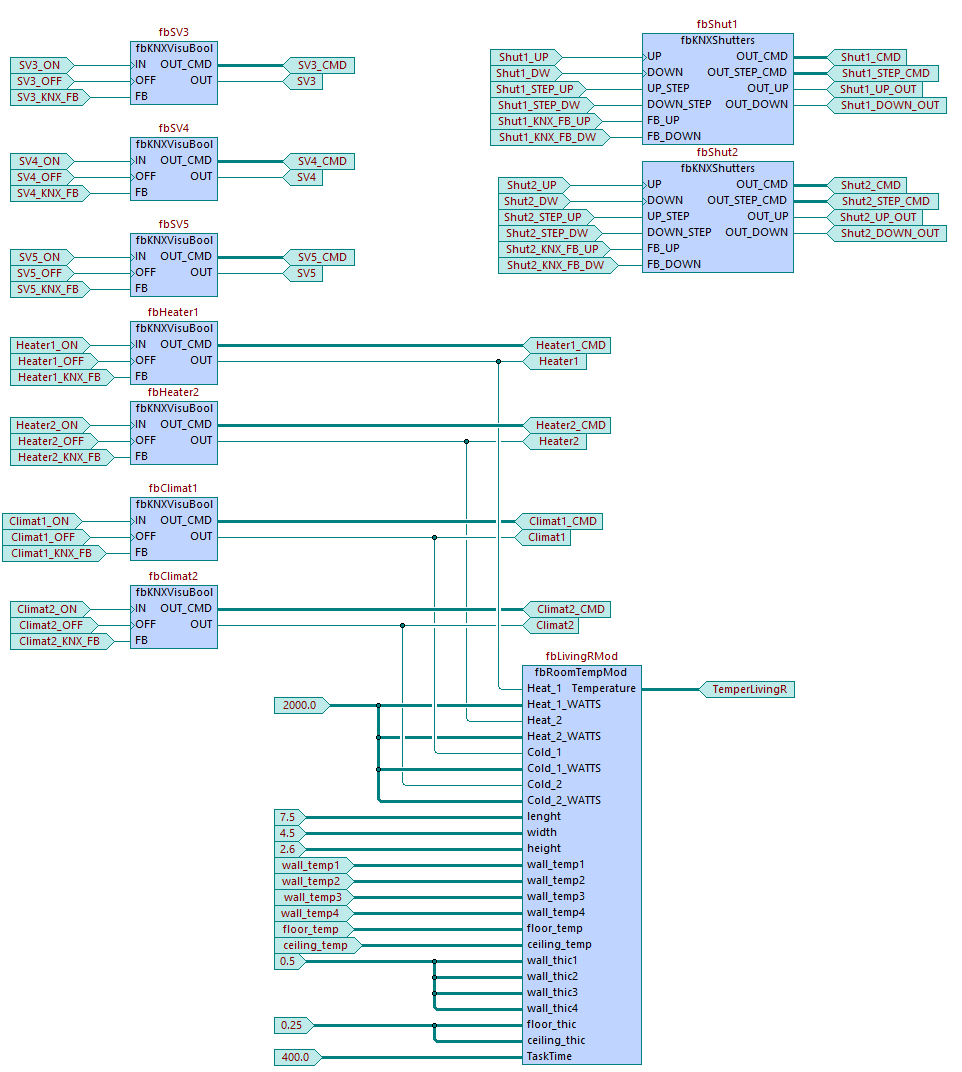 fbSV3
fbKNXVisuBool
SV3_ON IN OUT_CMD SV3_CMD
SV3_OFF OFF OUT SV3
SV3_KNX_FB FB
fbSV4
fbKNXVisuBool
SV4_ON IN OUT_CMD SV4_CMD
SV4_OFF OFF OUT SV4
SV4_KNX_FB FB
fbSV5
fbKNXVisuBool
SV5_ON IN OUT_CMD SV5_CMD
SV5_OFF OFF OUT SV5
SV5_KNX_FB FB
fbShut1
fbKNXShutters
Shut1_UP UP OUT_CMD Shut1_CMD
Shut1_DW DOWN OUT_STEP_CMD Shut1_STEP_CMD
Shut1_STEP_UP UP_STEP OUT_UP Shut1_UP_OUT
Shut1_STEP_DW DOWN_STEP OUT_DOWN Shut1_DOWN_OUT
Shut1_KNX_FB_UP FB_UP
Shut1_KNX_FB_DW FB_DOWN
fbShut2
fbKNXShutters
Shut2_UP UP OUT_CMD Shut2_CMD
Shut2_DW DOWN OUT_STEP_CMD Shut2_STEP_CMD
Shut2_STEP_UP UP_STEP OUT_UP Shut2_UP_OUT
Shut2_STEP_DW DOWN_STEP OUT_DOWN Shut2_DOWN_OUT
Shut2_KNX_FB_UP FB_UP
Shut2_KNX_FB_DW FB_DOWN
fbHeater1
fbKNXVisuBool
Heater1_ON IN OUT_CMD Heater1_CMD
Heater1_OFF OFF OUT Heater1
Heater1_KNX_FB FB
fbHeater2
fbKNXVisuBool
Heater2_ON IN OUT_CMD Heater2_CMD
Heater2_OFF OFF OUT Heater2
Heater2_KNX_FB FB
fbClimat1
fbKNXVisuBool
Climat1_ON IN OUT_CMD Climat1_CMD
Climat1_OFF OFF OUT Climat1
Climat1_KNX_FB FB
fbClimat2
fbKNXVisuBool
Climat2_ON IN OUT_CMD Climat2_CMD
Climat2_OFF OFF OUT Climat2
Climat2_KNX_FB FB
fbLivingRMod
fbRoomTempMod
Heat_1 Temperature TemperLivingR
2000.0 Heat_1_WATTS
Heat_2
Heat_2_WATTS
Cold_1
Cold_1_WATTS
Cold_2
Cold_2_WATTS
7.5 lenght
4.5 width
2.6 height
wall_temp1 wall_temp1
wall_temp2 wall_temp2
wall_temp3 wall_temp3
wall_temp4 wall_temp4
floor_temp floor_temp
ceiling_temp ceiling_temp
0.5 wall_thic1
wall_thic2
wall_thic3
wall_thic4
0.25 floor_thic
ceiling_thic
400.0 TaskTime